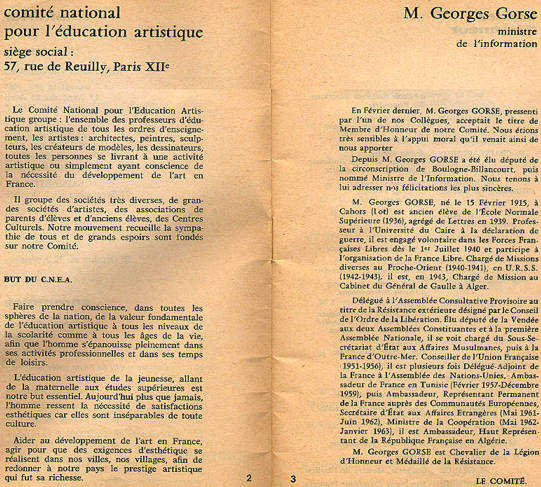 comité national
pour l'éducation artistique
siège social :
57, rue de Reuilly, Paris XIIe
Le Comité National pour l'Education Artis-
tique groupe : l'ensemble des professeurs d'édu-
cation artistique de tous les ordres d'enseigne-
ment, les artistes : architectes, peintres, sculp-
teurs, les créateurs de modèles, les dessinateurs,
toutes les personnes se livrant à une activité
artistique ou simplement ayant conscience de
la nécessité du développement de l'art en
France.
Il groupe des sociétés très diverses, de gran-
des sociétés d'artistes, des associations de
parents d'élèves et d'anciens élèves, des Centres
Culturels. Notre mouvement recueille la sympa-
thie de tous et de grands espoirs sont fondés
sur notre Comité.
BUT DU C.N.E.A.
Faire prendre conscience, dans toutes les
sphères de la nation, de la valeur fondamentale
de l'éducation artistique à tous les niveaux de
la scolarité comme à tous les âges de la vie,
afin que l'homme s'épanouisse pleinement dans
ses activités professionnelles et dans ses temps
de loisirs.
L'éducation artistique de la jeunesse, allant
de la maternelle aux études supérieures est
notre but essentiel. Aujourd'hui plus que jamais,
l'homme ressent la nécessité de satisfactions
esthétiques car elles sont inséparables de toute
culture.
Aider au développement de l'art en France,
agir pour que des exigences d'esthétique se
réalisent dans nos villes, nos villages, afin de
redonner à notre pays le prestige artistique
qui fut sa richesse.
2
M. Georges Gorse
ministre
de l'information
En Février dernier, M. Georges GORSE, pressenti
par l'un de nos Collègues, acceptait le titre de
Membre d'Honneur de notre Comité. Nous étions
très sensibles à l'appui moral qu'il venait ainsi de
nous apporter
Depuis M. Georges GORSE a été élu député de
la circonscription de Boulogne-Billancourt, puis
nommé Ministre de l'Information. Nous tenons à
lui adresser nos félicitations les plus sincères.
M. Georges GORSE, né le 15 Février 1915, à
Cahors (Lot) est ancien élève de l'École Normale
Supérieure (1936), agrégé de Lettres en 1939. Profes-
seur à l'Université du Caire à la déclaration de
guerre, il est engagé volontaire dans les Forces Fran-
çaises Libres dès le 1er Juillet 1940 et participe à
l'organisation de la France Libre. Chargé de Missions
diverses au Proche-Orient (1940-1941), en U.R.S.S.
(1942-1943), il est, en 1943, Chargé de Mission au
Cabinet du Général de Gaulle à Alger.
Délégué à l'Assemblée Consultative Provisoire au
titre de la Résistance extérieure désigné par le Conseil
de l'Ordre de la Libération. Élu député de la Vendée
aux deux Assemblées Constituantes et à la première
Assemblée Nationale, il se voit chargé du Sous-Se-
crétariat d'État aux Affaires Musulmanes, puis à la
France d'Outre-Mer. Conseiller de l'Union Française
(1951-1956), il est plusieurs fois Délégué-Adjoint de
la France à l'Assemblée des Nations-Unies, Ambas-
sadeur de France en Tunisie (Février 1957-Décembre
1959), puis Ambassadeur, Représentant Permanent
de la France auprès des Communautés Européennes,
Secrétaire d'État aux Affaires Etrangères (Mai 1961-
Juin 1962), Ministre de la Coopération (Mai 1962-
Janvier 1963), il est Ambassadeur, Haut Représen-
tant de la République Française en Algérie.
M. Georges GORSE est Chevalier de la Légion
d'Honneur et Médaillé de la Résistance.
3
LE COMITÉ.